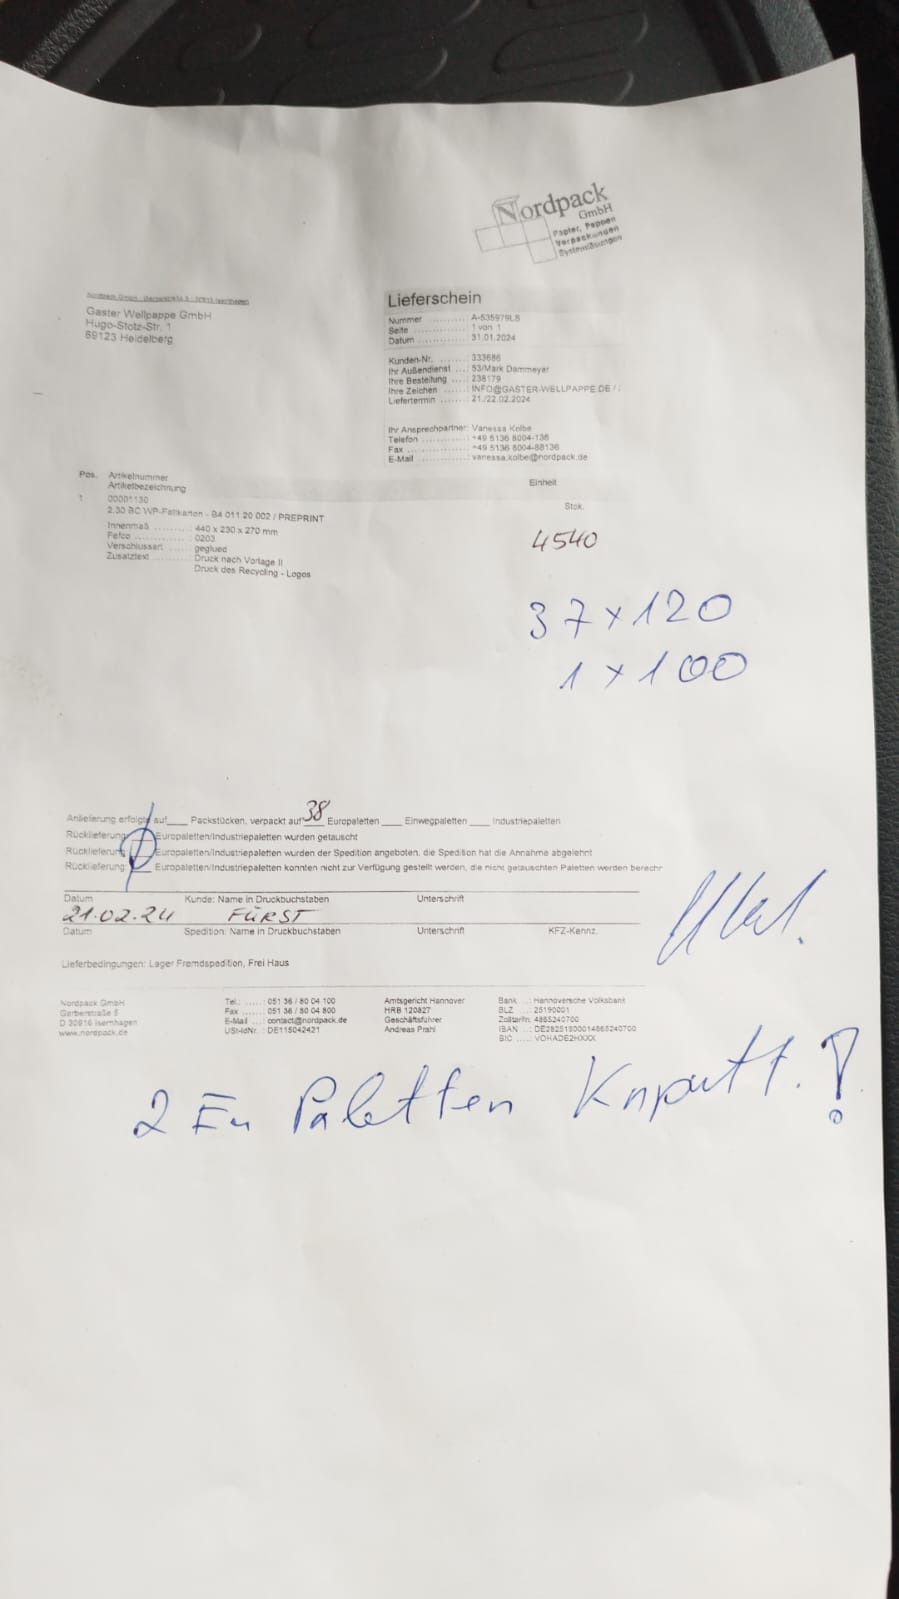 Nordpack
GmbH
Papier, Pappen
Verpackungen
Systemlösungen
Gaster Wellpappe GmbH
Hugo-Stotz-Str. 1
69123 Heidelberg
Lieferschein
Nummer ..........: A-535979LS
Seite ..............: 1 von 1
Datum .............: 31.01.2024
Kunden-Nr. .......: 333686
Ihr Außendienst ...: 53/Mark Dammeyer
Ihre Bestellung ....: 238179
Ihre Zeichen ......: INFO@GASTER-WELLPAPPE.DE / :
Liefertermin .......: 21./22.02.2024
Ihr Ansprechpartner: Vanessa Kolbe
Telefon ............: +49 5136 8004-136
Fax ................: +49 5136 8004-88136
E-Mail .............: vanessa.kolbe@nordpack.de
Pos. Artikelnummer
Artikelbezeichnung
Einheit
1 00001130
Stck.
2.30 BC WP-Faltkarton - B4 011 20 002 / PREPRINT
Innenmaß .........: 440 x 230 x 270 mm
Fefco .............: 0203
Verschlussart ......: geglued
Zusatztext .........: Druck nach Vorlage II
Druck des Recycling - Logos
4540
37 x 120
1 x 100
Anlieferung erfolgte auf___ Packstücken, verpackt auf 38 Europaletten ___ Einwegpaletten ___ Industriepaletten
Rücklieferung: Europaletten/Industriepaletten wurden getauscht
Rücklieferung: Europaletten/Industriepaletten wurden der Spedition angeboten, die Spedition hat die Annahme abgelehnt
Rücklieferung: ___ Europaletten/Industriepaletten konnten nicht zur Verfügung gestellt werden, die nicht getauschten Paletten werden berechr
Datum Kunde: Name in Druckbuchstaben Unterschrift
21.02.24 FÜRST
Datum Spedition: Name in Druckbuchstaben Unterschrift KFZ-Kennz.
Lieferbedingungen: Lager Fremdspedition, Frei Haus
Nordpack GmbH
Gerberstraße 5
D 30916 Isernhagen
www.nordpack.de
Tel.: ......: 051 36 / 80 04 100
Fax .......: 051 36 / 80 04 800
E-Mail ...: contact@nordpack.de
USt-IdNr. : DE115042421
Amtsgericht Hannover
HRB 120827
Geschäftsführer
Andreas Prahl
Bank ...: Hannoversche Volksbank
BLZ ....: 25190001
Zolltarifn: 4865240700
IBAN ..: DE28251900014865240700
BIC ....: VOHADE2HXXX
2 Eu Paletten Kaputt. !